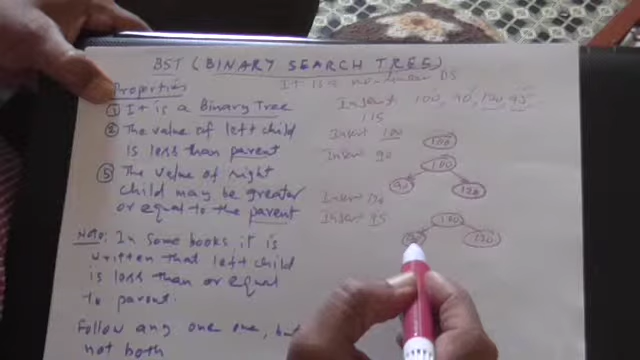 BST (BINARY SEARCH TREE)
It is a non-linear DS
Properties
① It is a Binary Tree
② The value of left child
is less than parent
③ The value of right
child may be greater
or equal to the parent
Note: In some books, it is
written that left child
is less than or equal
to parent.
Follow any one one, but
not both
Insert 100, 90, 120, 95
115
Insert 100
100
Insert 90
100
90
120
Insert 120
Insert 95